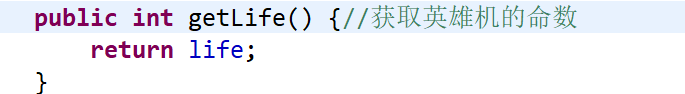 public int getLife() {//获取英雄机的命数
    return life;
}